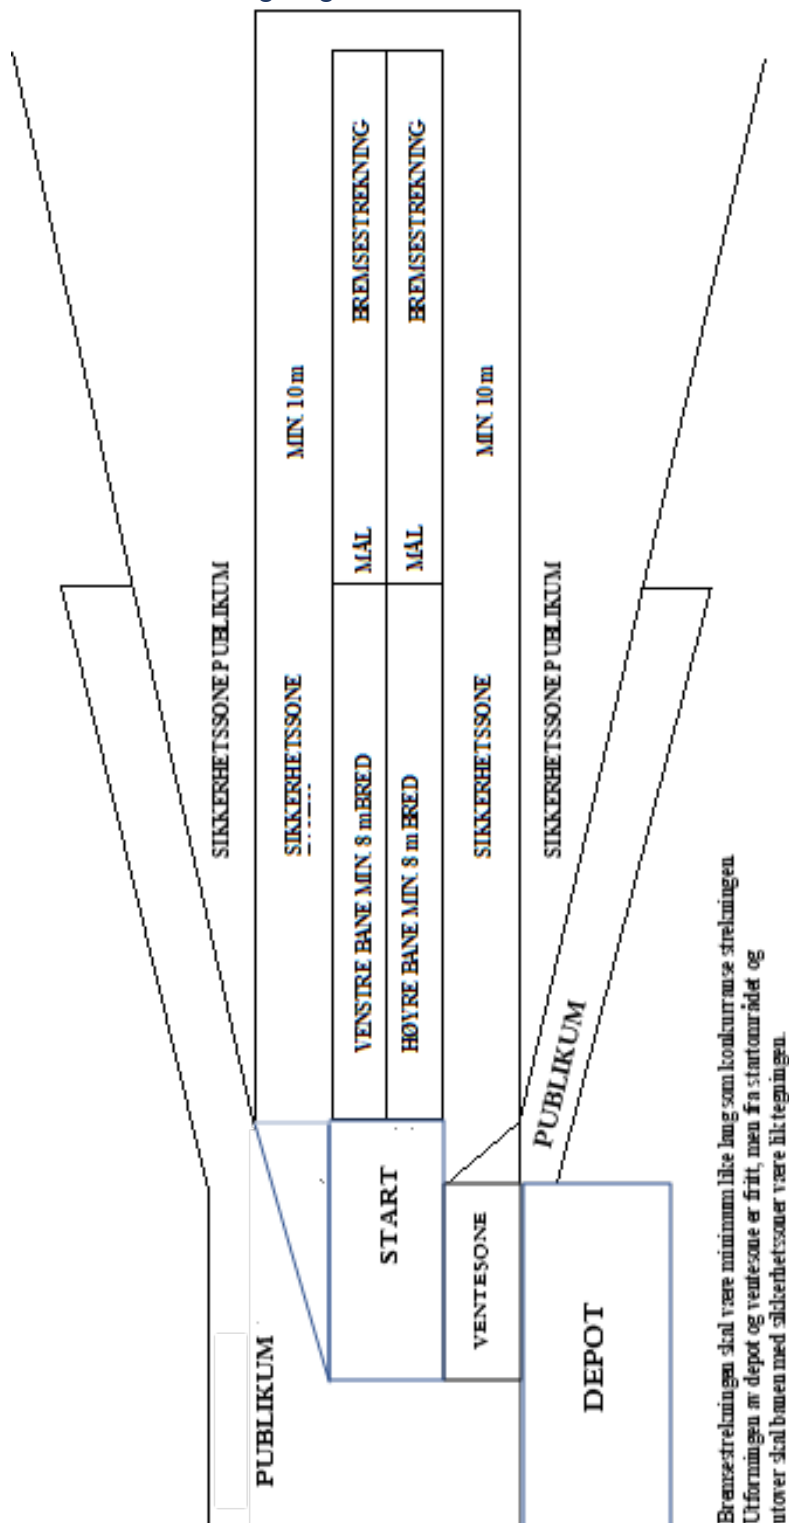 BREMSESTREKNING
BREMSESTREKNING
MIN. 10 m
MIN. 10 m
MÅL
MÅL
SIKKERHETSSONE PUBLIKUM
SIKKERHETSSONE
VENSTRE BANE MIN. 8 m BRED
HØYRE BANE MIN. 8 m BRED
SIKKERHETSSONE
SIKKERHETSSONE PUBLIKUM
PUBLIKUM
START
VENTESONE
PUBLIKUM
DEPOT
Bremsestrekningen skal være minimum like lang som konkurranse strekningen.
Utformingen av depot og ventesone er fritt, men fra startområdet og
utover skal banen med sikkerhetssoner være lik tegningen.